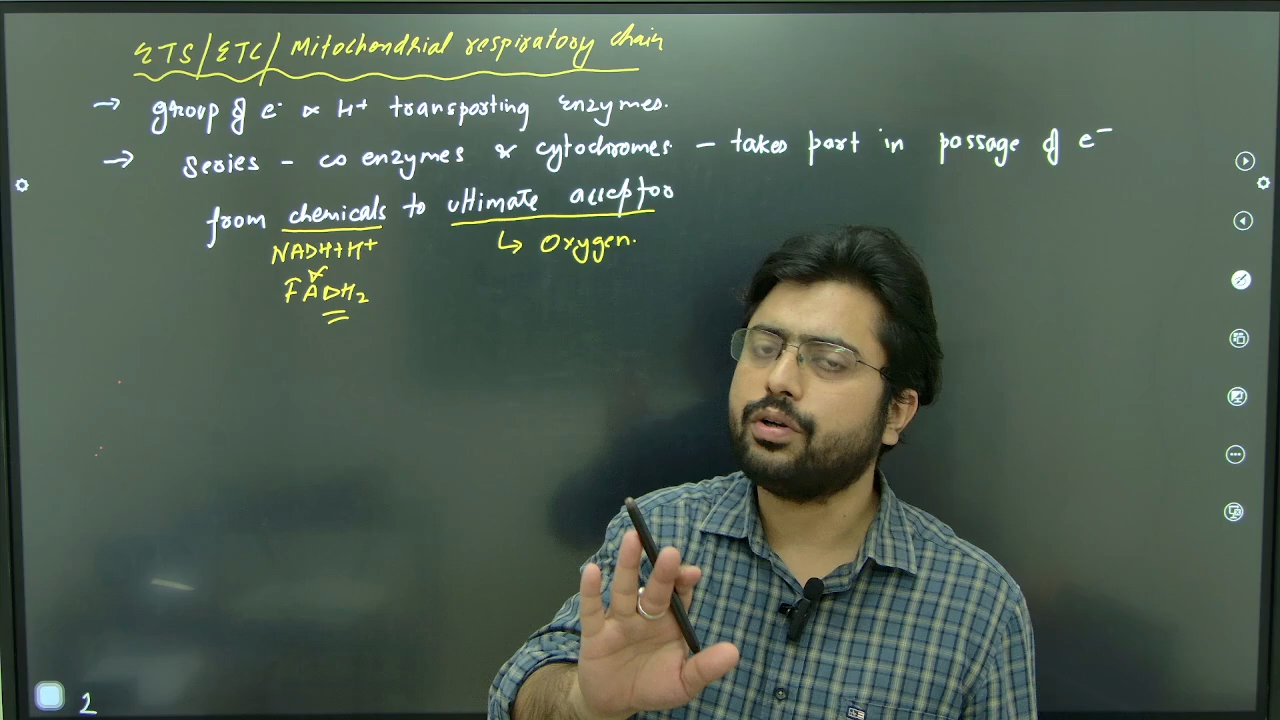 ETS/ETC/Mitochondrial respiratory chain
→ group of e⁻ & H⁺ transporting enzymes.
→ Series - co enzymes & cytochromes - takes part in passage of e⁻
from chemicals to ultimate acceptor
NADH+H⁺ ↳ Oxygen.
&
FADH₂
2